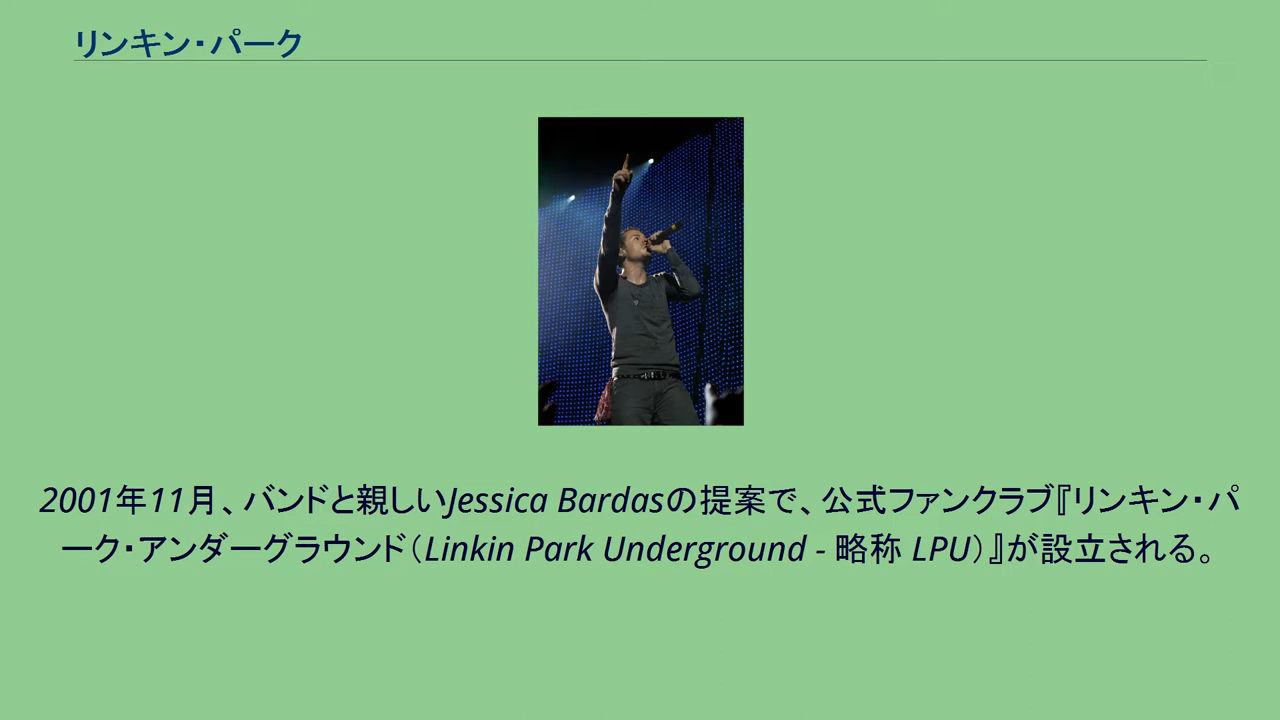 リンキン・パーク
2001年11月、バンドと親しいJessica Bardasの提案で、公式ファンクラブ『リンキン・パ
ーク・アンダーグラウンド（Linkin Park Underground - 略称 LPU）』が設立される。